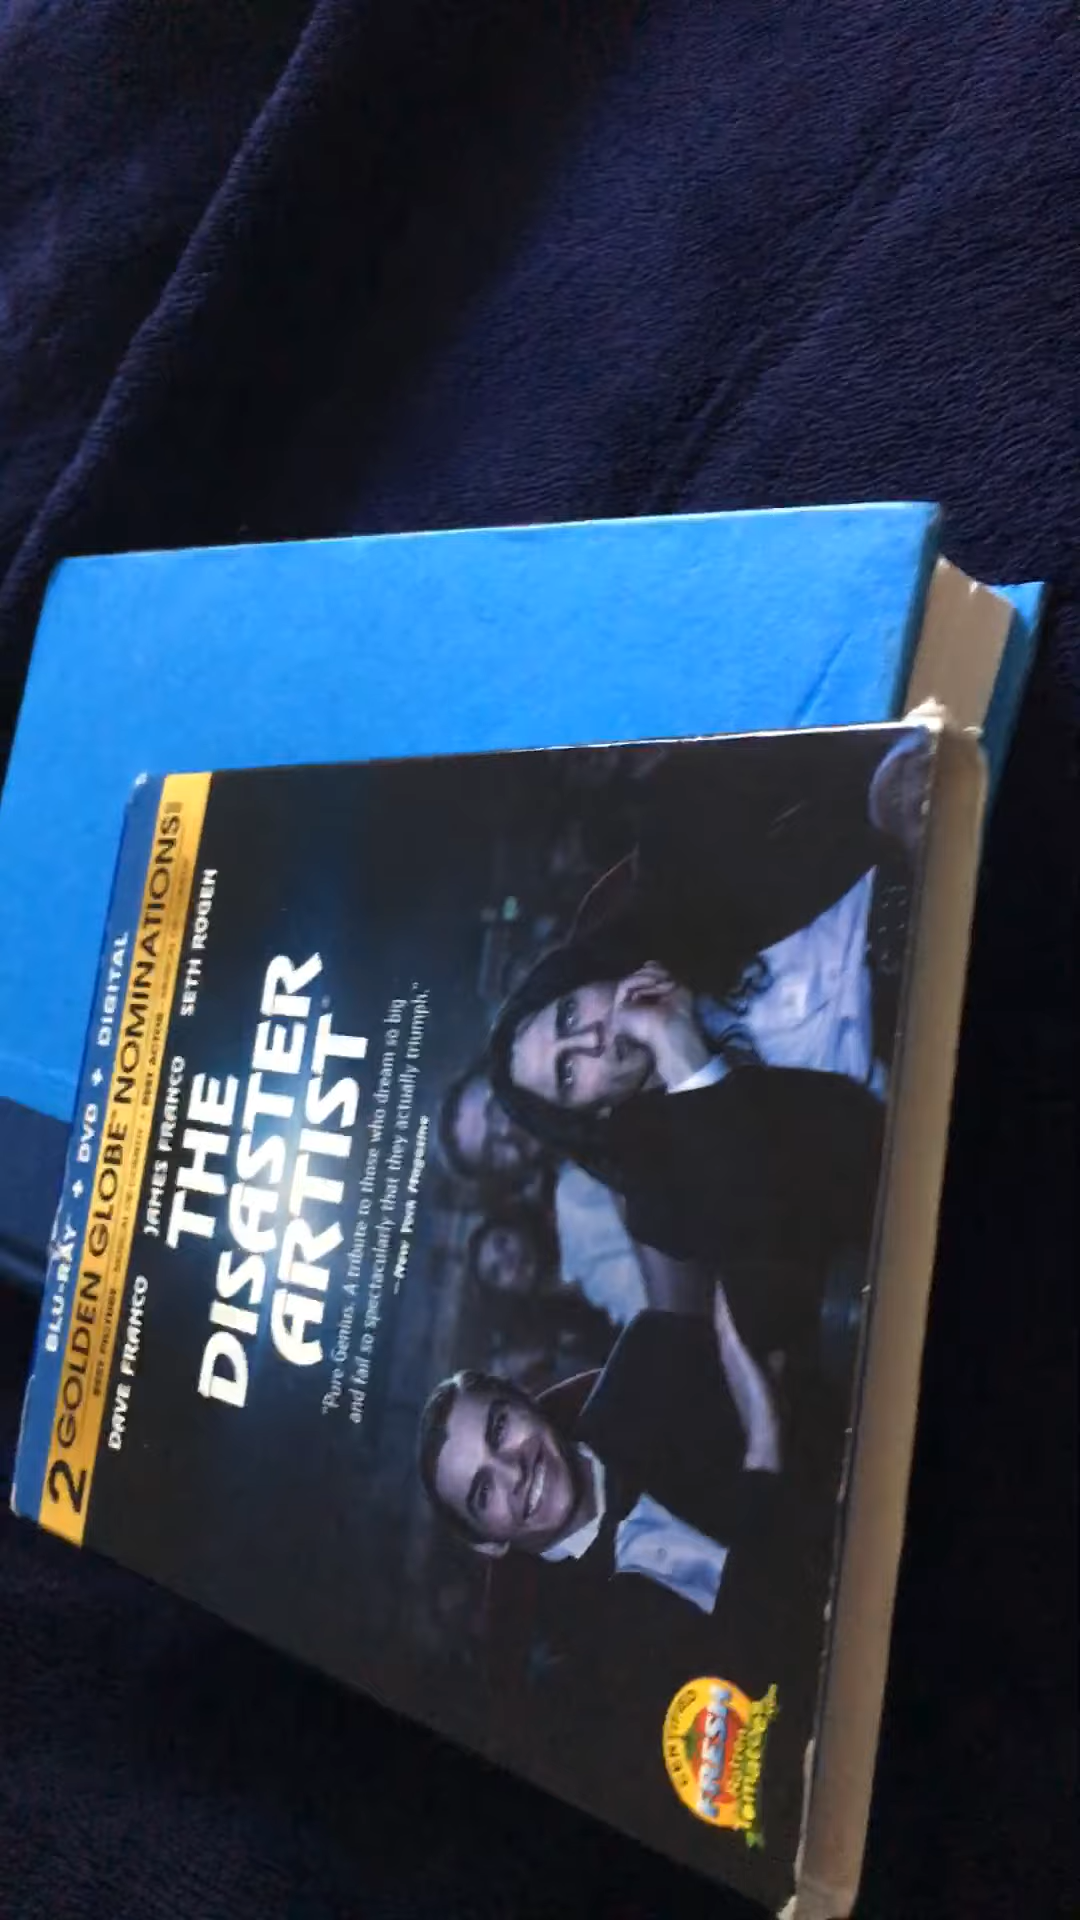 BLU-RAY + DVD + DIGITAL
2 GOLDEN GLOBE NOMINATIONS
DAVE FRANCO JAMES FRANCO SETH ROGEN
THE
DISASTER
ARTIST
"Pure Genius. A tribute to those who dream so big
and fail so spectacularly that they actually triumph."
—New York Magazine
CERTIFIED
FRESH
Rotten
Tomatoes